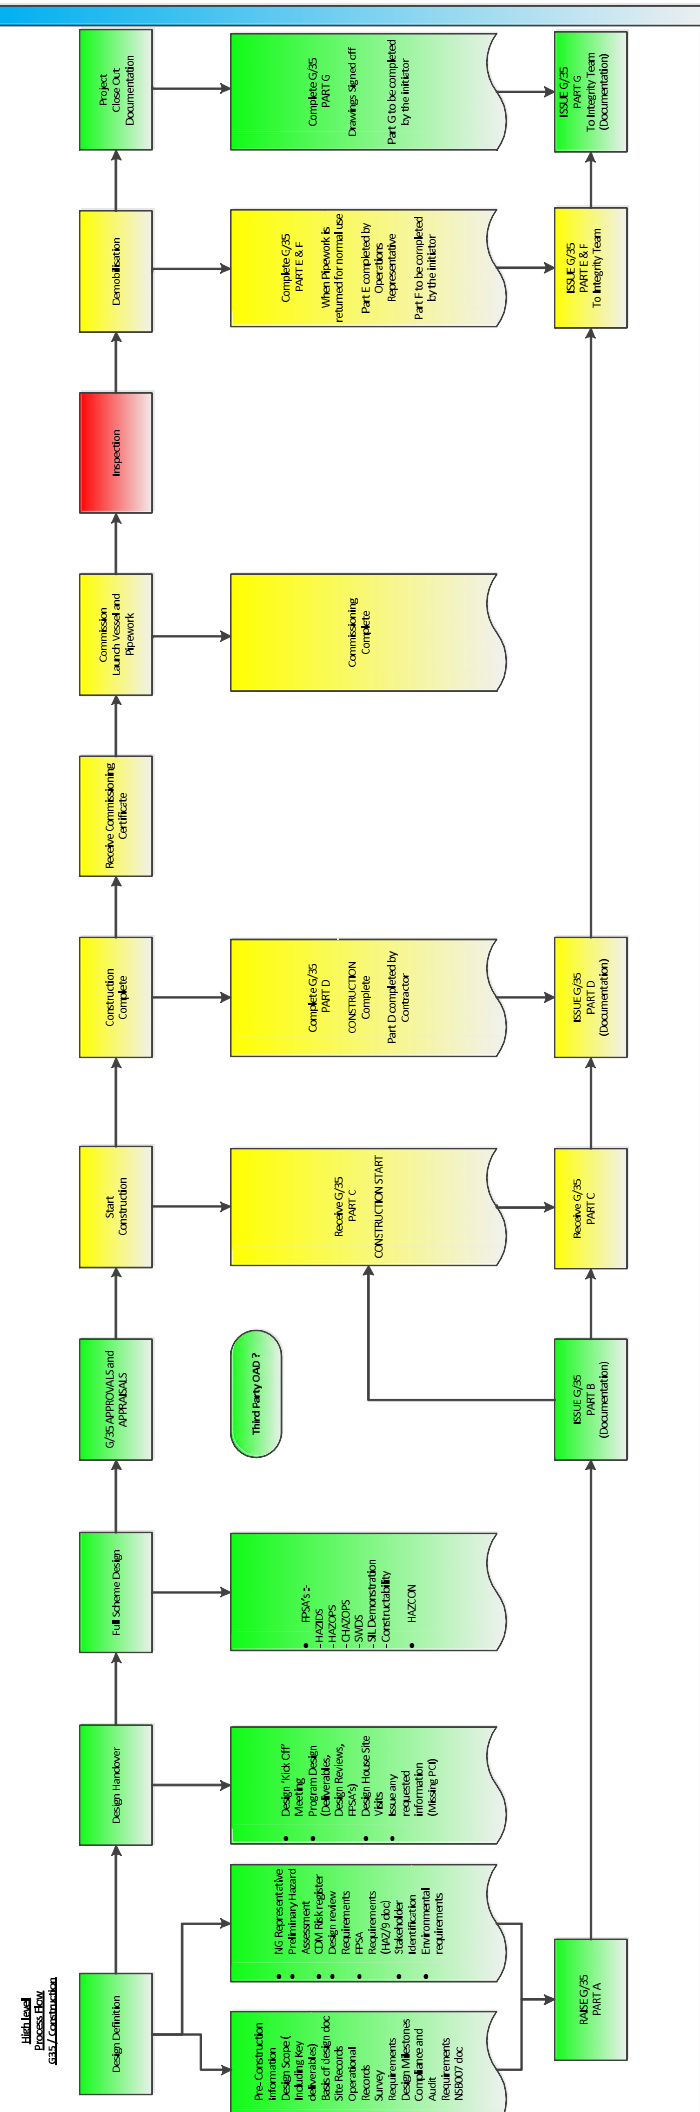 High Level
Process Flow
G35 / Construction
Design Definition
Design Handover
Full Scheme Design
G/35 APPROVALS and
APPRAISALS
Start
Construction
Construction
Complete
Receive Commissioning
Certificate
Commission
Launch Vessel and
Pipework
Inspection
Demobilisation
Project
Close Out
Documentation
Pre-Construction
Information
Design Scope (
Including Key
deliverables)
Basis of design doc
Site Records
Operational
Records
Survey
Requirements
Design Milestones
Compliance and
Audit
Requirements
NSB007 doc
• NG Representative
• Preliminary Hazard
Assessment
• CDM Risk register
• Design review
Requirements
• FPSA
Requirements
(HAZ/9 doc)
• Stakeholder
Identification
• Environmental
requirements
• Design 'Kick Off'
Meeting
• Program Design
(Deliverables,
Design Reviews,
FPSA's)
• Design House Site
Visits
• Issue any
requested
information
(Missing PCI)
• FPSA's :-
- HAZIDS
- HAZOPS
- CHAZOPS
- SWDS
- SIL Demonstration
- Constructability
• HAZCON
Third Party OAD ?
Receive G/35
PART C
CONSTRUCTION START
Complete G/35
PART D
CONSTRUCTION
Complete
Part D completed by
Contractor
Commissioning
Complete
Complete G/35
PART E & F
When Pipework is
returned for normal use
Part E completed by
Operations
Representative
Part F to be completed
by the initiator
Complete G/35
PART G
Drawings Signed off
Part G to be completed
by the initiator
RAISE G/35
PART A
ISSUE G/35
PART B
(Documentation)
Receive G/35
PART C
ISSUE G/35
PART D
(Documentation)
ISSUE G/35
PART E & F
To Integrity Team
ISSUE G/35
PART G
To Integrity Team
(Documentation)